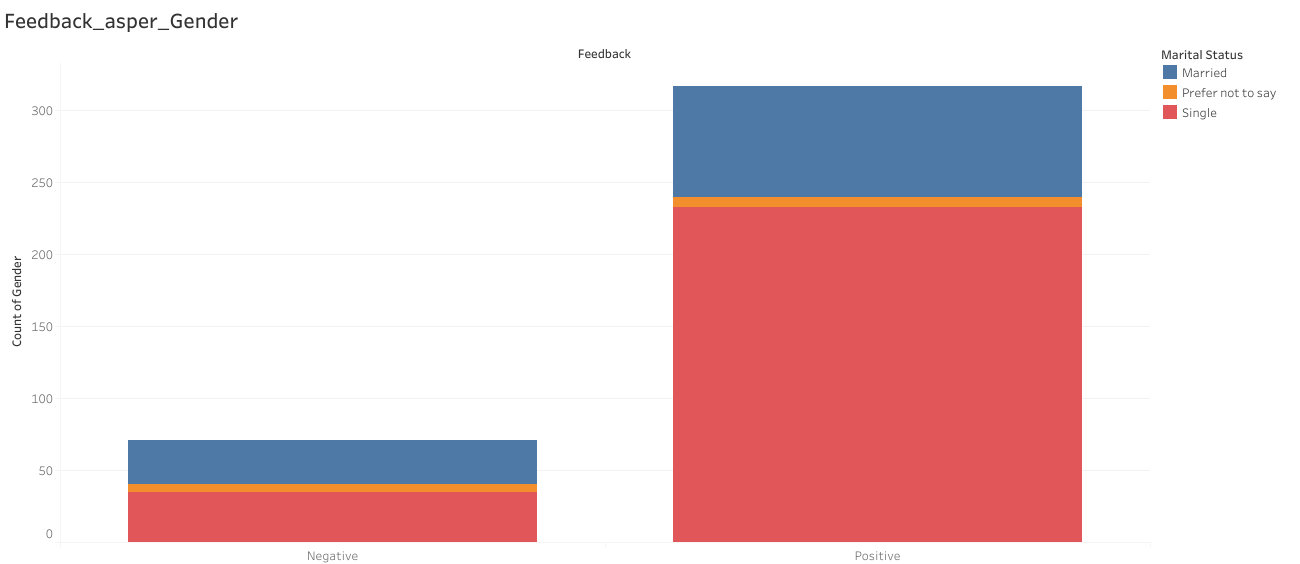 Feedback_asper_Gender
Feedback
Marital Status
Married
Prefer not to say
Single
Count of Gender
300
250
200
150
100
50
0
Negative
Positive